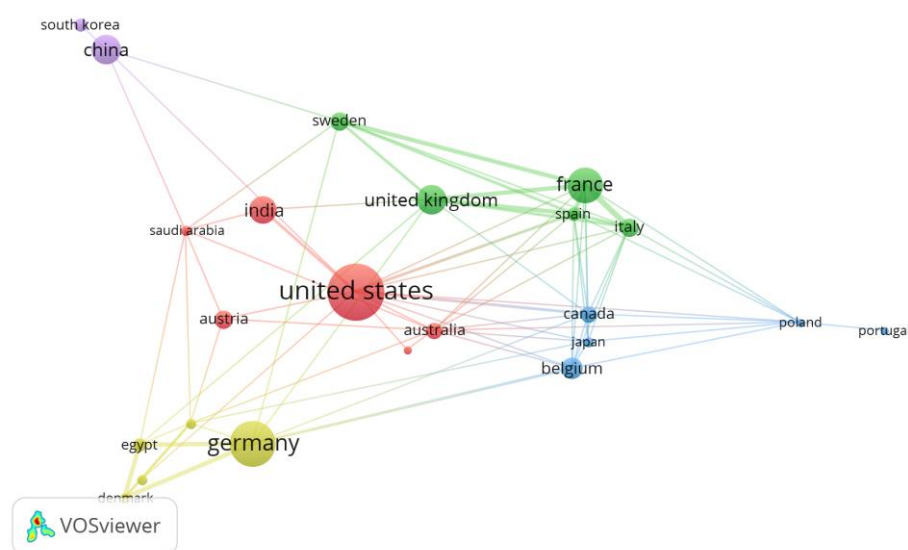 south korea
china
sweden
france
united kingdom
spain
india
italy
saudi arabia
united states
canada
austria
poland
australia
portuga
japan
belgium
germany
egypt
denmark
VOSviewer